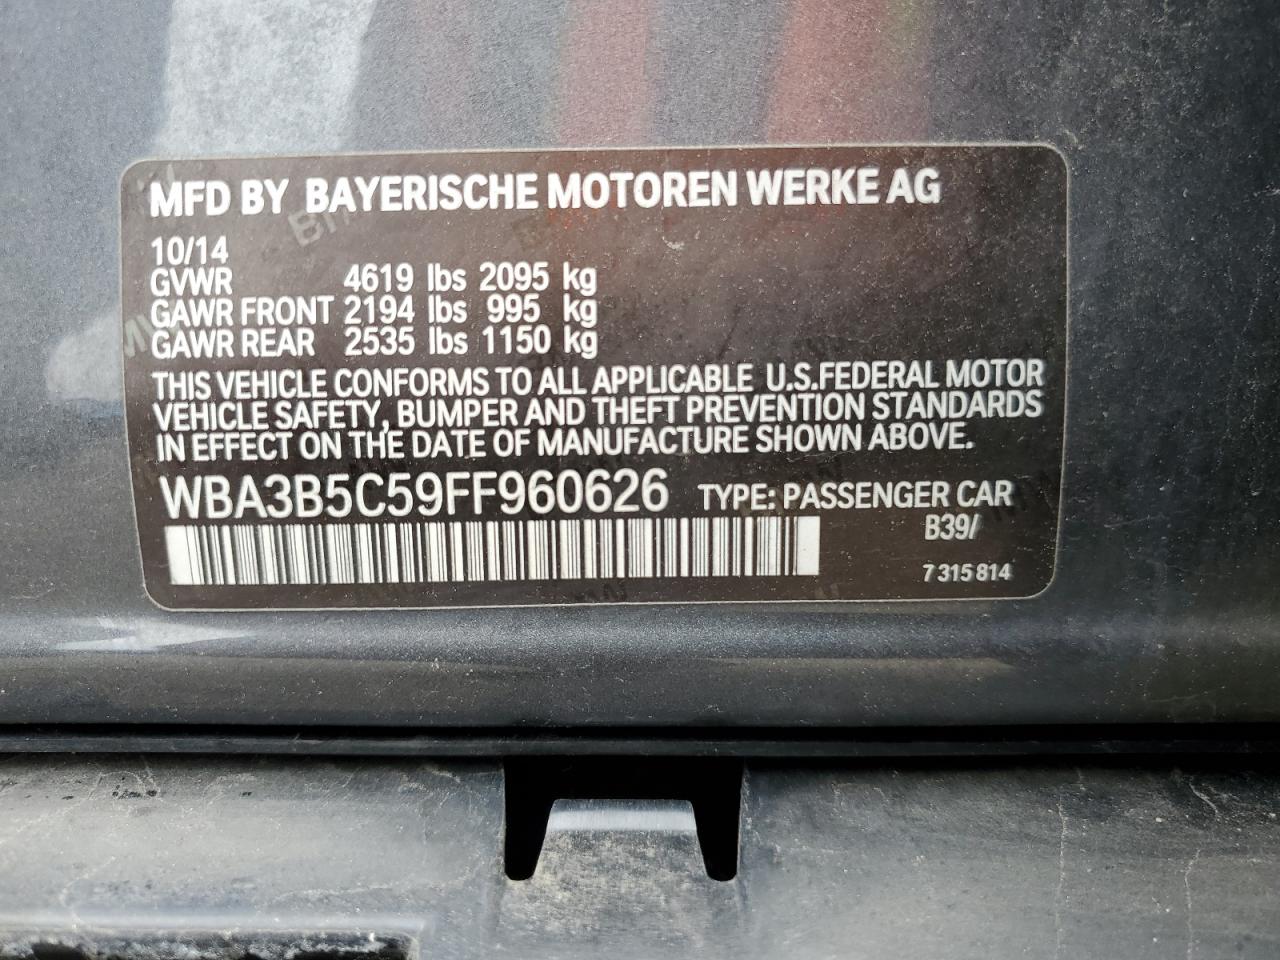 MFD BY BAYERISCHE MOTOREN WERKE AG
10/14
GVWR 4619 lbs 2095 kg
GAWR FRONT 2194 lbs 995 kg
GAWR REAR 2535 lbs 1150 kg
THIS VEHICLE CONFORMS TO ALL APPLICABLE U.S.FEDERAL MOTOR
VEHICLE SAFETY, BUMPER AND THEFT PREVENTION STANDARDS
IN EFFECT ON THE DATE OF MANUFACTURE SHOWN ABOVE.
WBA3B5C59FF960626 TYPE: PASSENGER CAR
B39/
7 315 814